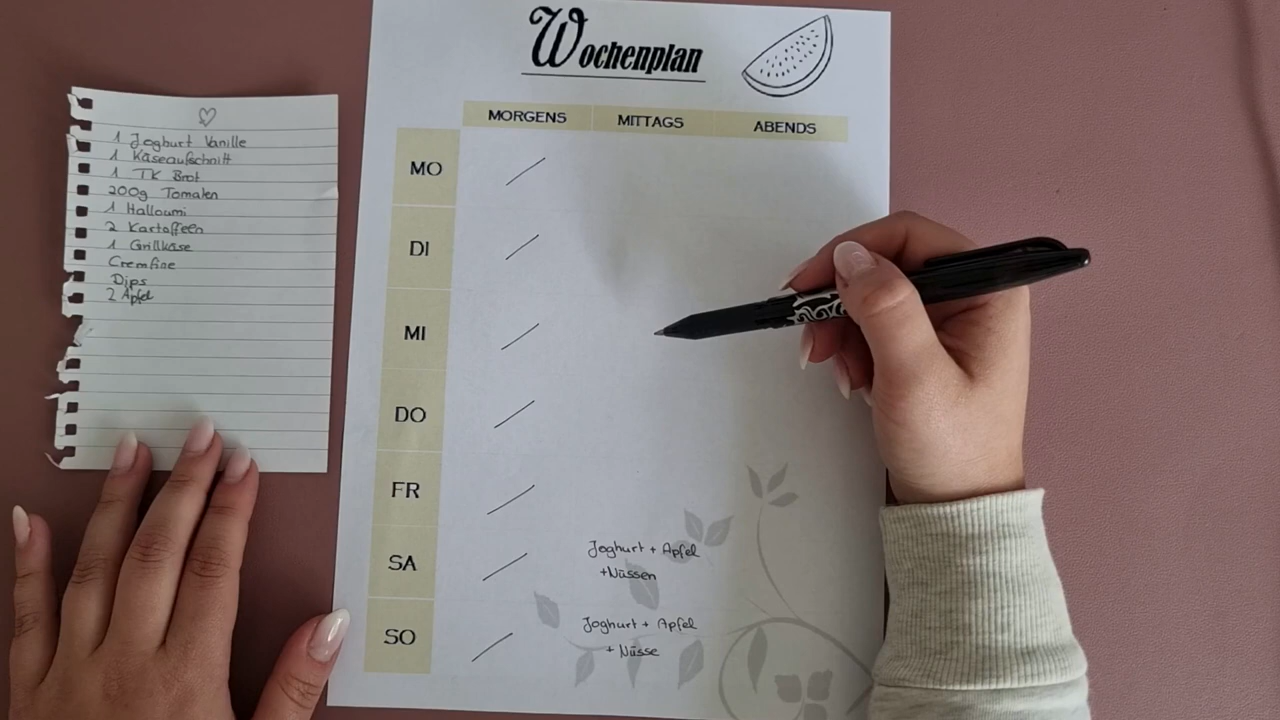 1 Joghurt Vanille
1 Käseaufschnitt
1 TK Brot
200g Tomaten
1 Halloumi
2 Kartoffeln
1 Grillkäse
Cremfine
Dips
2 Äpfel
Wochenplan
MORGENS MITTAGS ABENDS
MO
DI
MI
DO
FR
SA
Joghurt + Apfel
+Nüssen
SO
Joghurt + Apfel
+ Nüsse